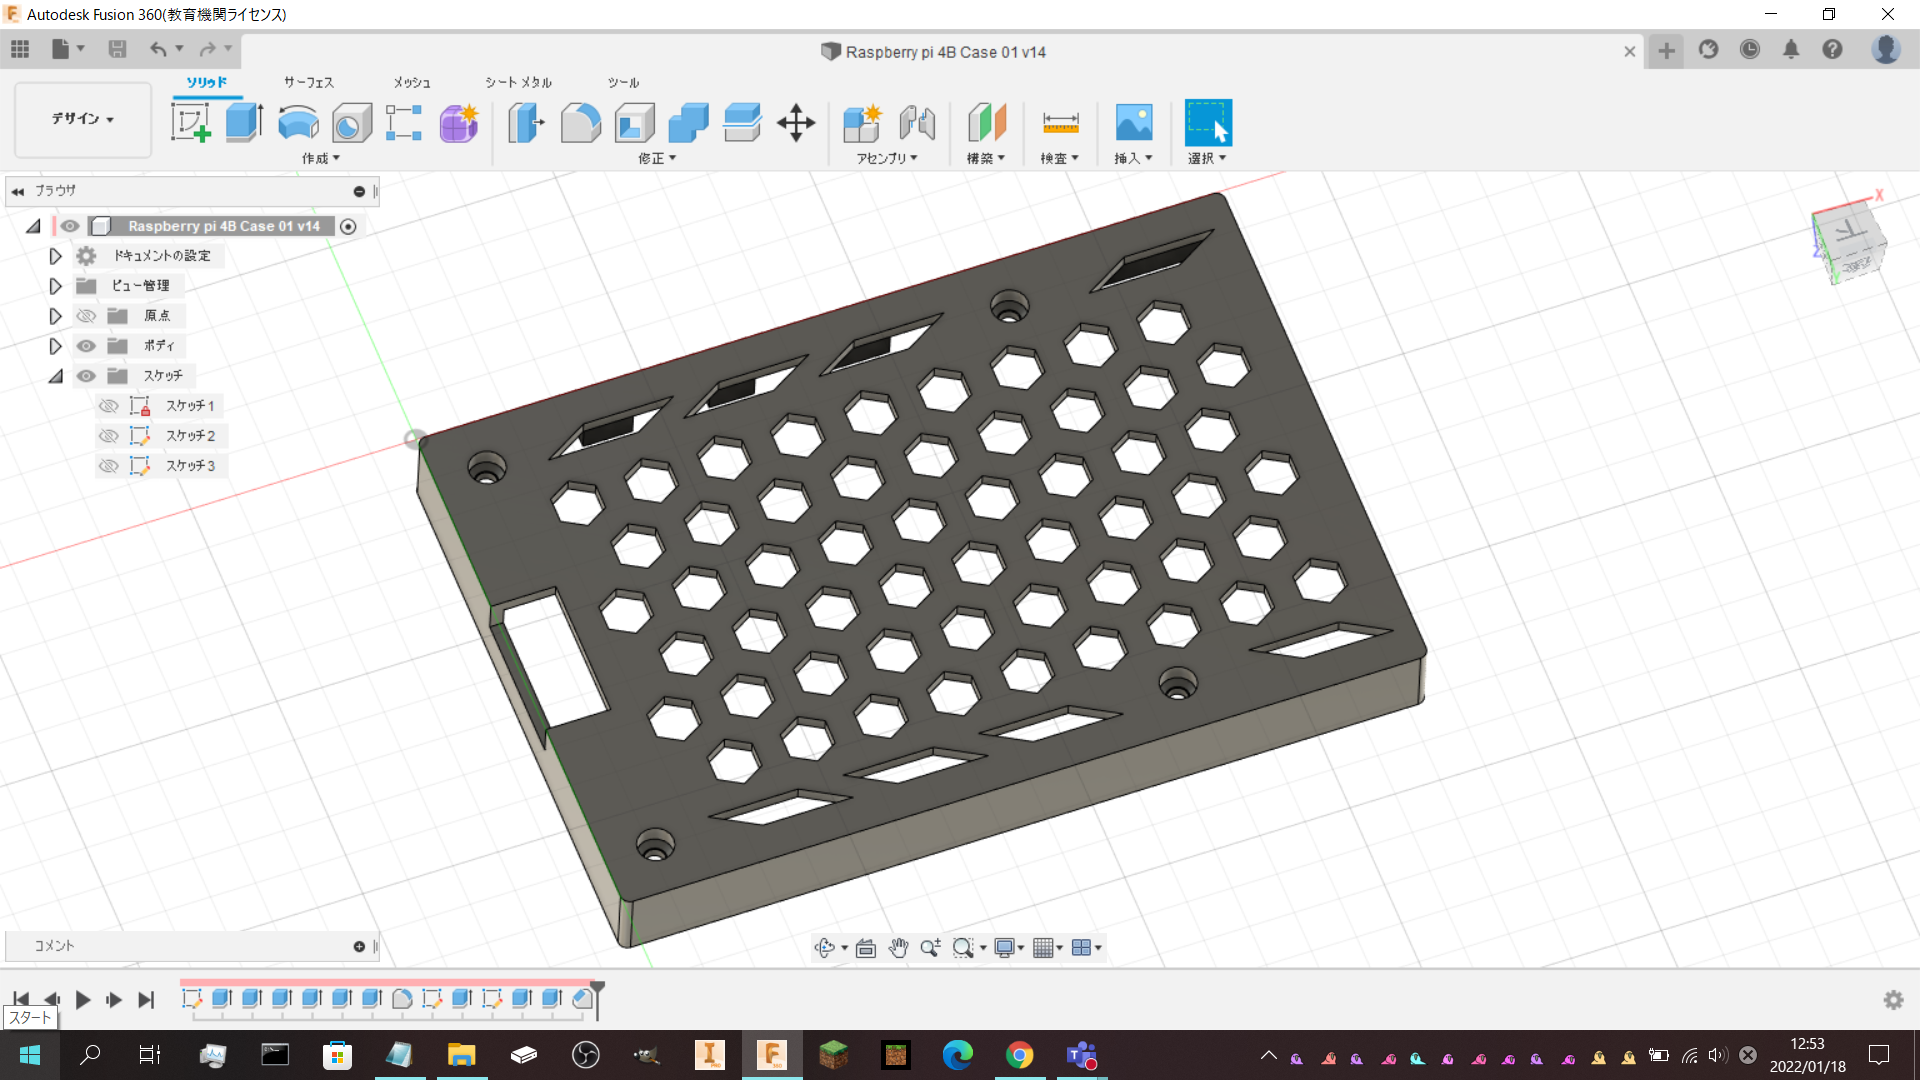 Autodesk Fusion 360(教育機関ライセンス)
Raspberry pi 4B Case 01 v14
ソリッド
サーフェス
メッシュ
シート メタル
ツール
デザイン
作成
修正
アセンブリ
構築
検査
挿入
選択
ブラウザ
Raspberry pi 4B Case 01 v14
ドキュメントの設定
ビュー管理
原点
ボディ
スケッチ
スケッチ1
スケッチ2
スケッチ3
X
Z
Y
下
コメント
スタート
12:53
2022/01/18